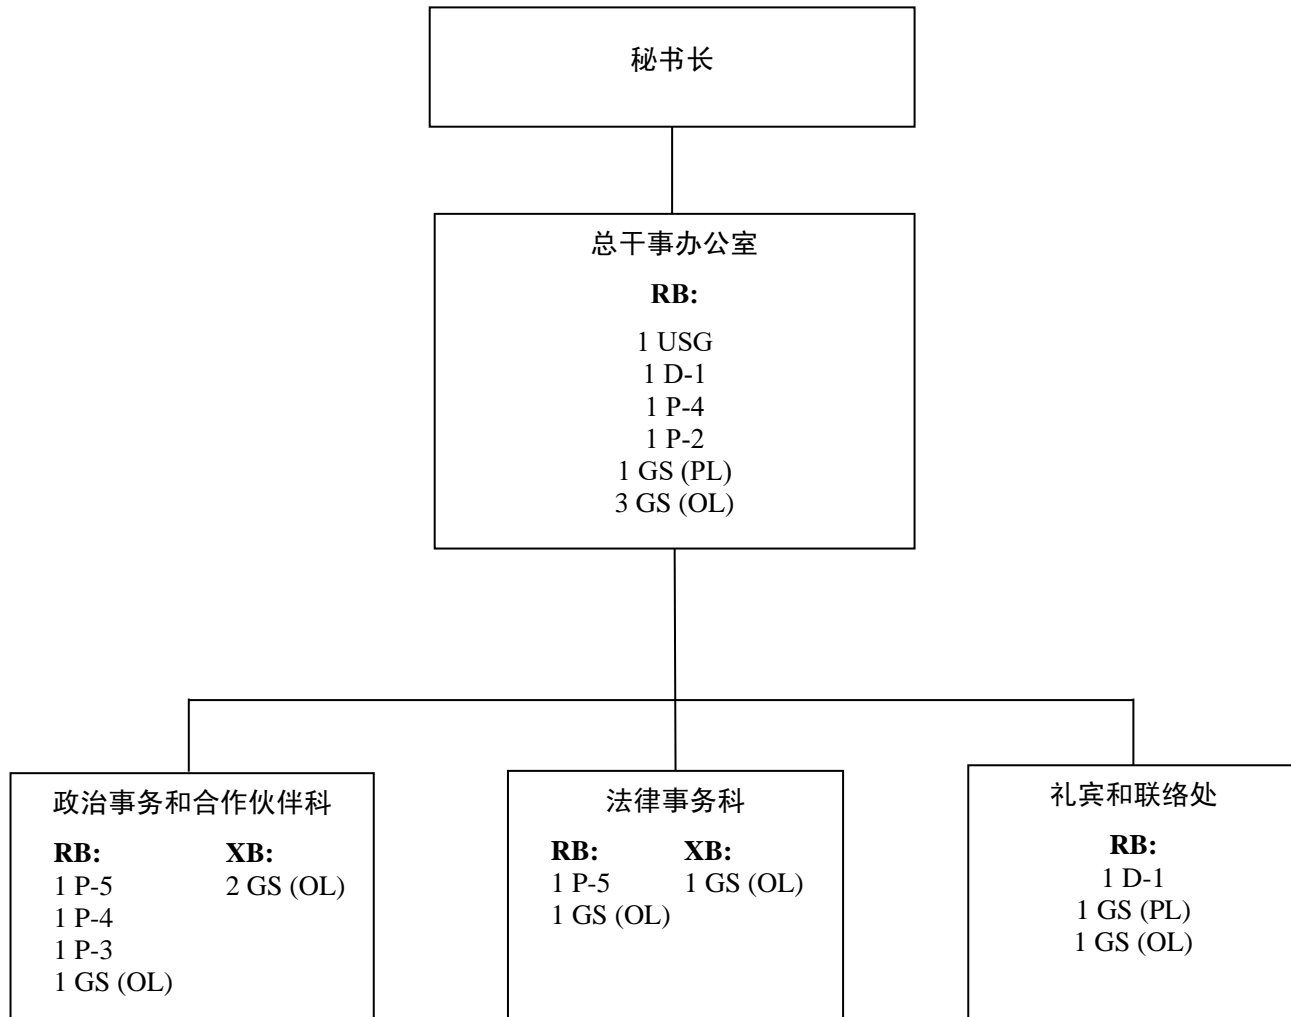 秘书长
总干事办公室
RB:
1 USG
1 D-1
1 P-4
1 P-2
1 GS (PL)
3 GS (OL)
政治事务和合作伙伴科
RB:
1 P-5
1 P-4
1 P-3
1 GS (OL)
XB:
2 GS (OL)
法律事务科
RB:
1 P-5
1 GS (OL)
XB:
1 GS (OL)
礼宾和联络处
RB:
1 D-1
1 GS (PL)
1 GS (OL)